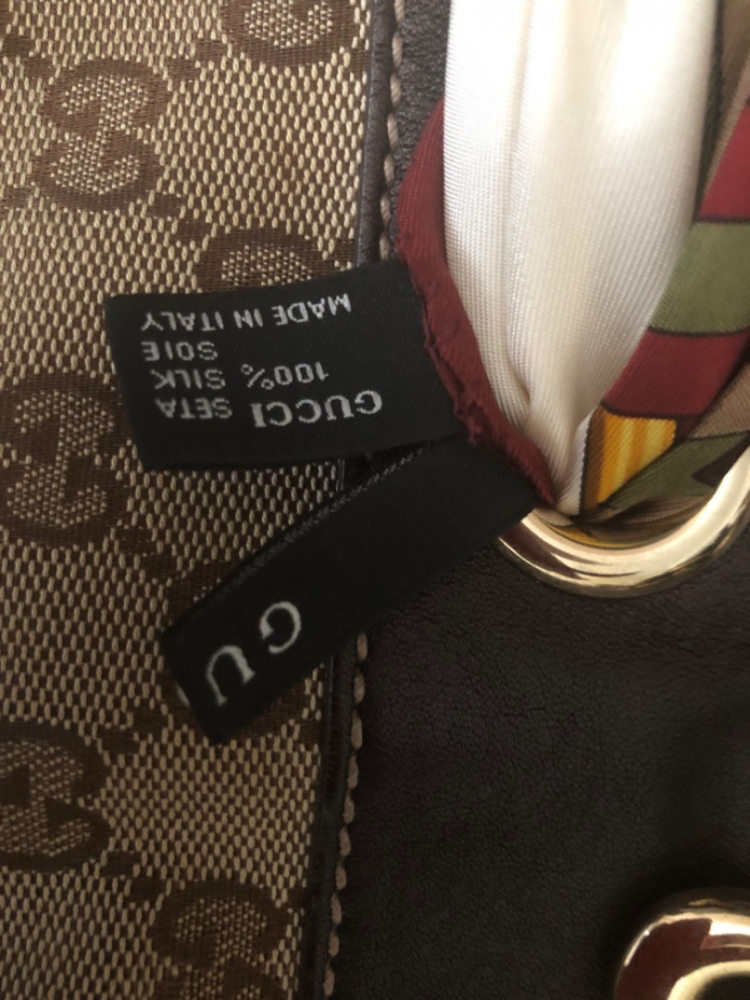 GUCCI SETA
100% SILK
SOIE
MADE IN ITALY
GU